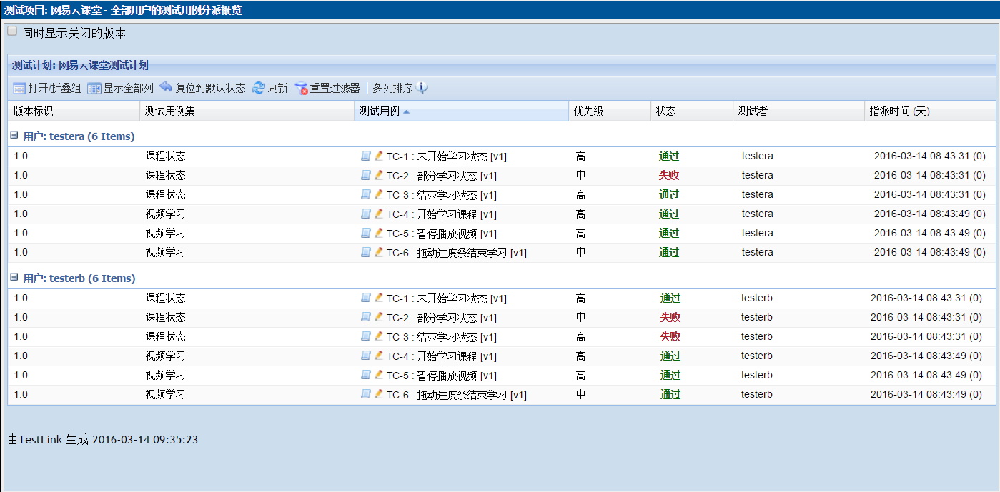 测试项目: 网易云课堂 - 全部用户的测试用例分派概览
同时显示关闭的版本
测试计划: 网易云课堂测试计划
打开/折叠组 显示全部列 复位到默认状态 刷新 重置过滤器 多列排序
版本标识 测试用例集 测试用例 优先级 状态 测试者 指派时间 (天)
用户: testera (6 Items)
1.0 课程状态 TC-1 : 未开始学习状态 [v1] 高 通过 testera 2016-03-14 08:43:31 (0)
1.0 课程状态 TC-2 : 部分学习状态 [v1] 中 失败 testera 2016-03-14 08:43:31 (0)
1.0 课程状态 TC-3 : 结束学习状态 [v1] 高 通过 testera 2016-03-14 08:43:31 (0)
1.0 视频学习 TC-4 : 开始学习课程 [v1] 高 通过 testera 2016-03-14 08:43:49 (0)
1.0 视频学习 TC-5 : 暂停播放视频 [v1] 高 通过 testera 2016-03-14 08:43:49 (0)
1.0 视频学习 TC-6 : 拖动进度条结束学习 [v1] 中 通过 testera 2016-03-14 08:43:49 (0)
用户: testerb (6 Items)
1.0 课程状态 TC-1 : 未开始学习状态 [v1] 高 通过 testerb 2016-03-14 08:43:31 (0)
1.0 课程状态 TC-2 : 部分学习状态 [v1] 中 失败 testerb 2016-03-14 08:43:31 (0)
1.0 课程状态 TC-3 : 结束学习状态 [v1] 高 失败 testerb 2016-03-14 08:43:31 (0)
1.0 视频学习 TC-4 : 开始学习课程 [v1] 高 通过 testerb 2016-03-14 08:43:49 (0)
1.0 视频学习 TC-5 : 暂停播放视频 [v1] 高 通过 testerb 2016-03-14 08:43:49 (0)
1.0 视频学习 TC-6 : 拖动进度条结束学习 [v1] 中 通过 testerb 2016-03-14 08:43:49 (0)
由TestLink 生成 2016-03-14 09:35:23